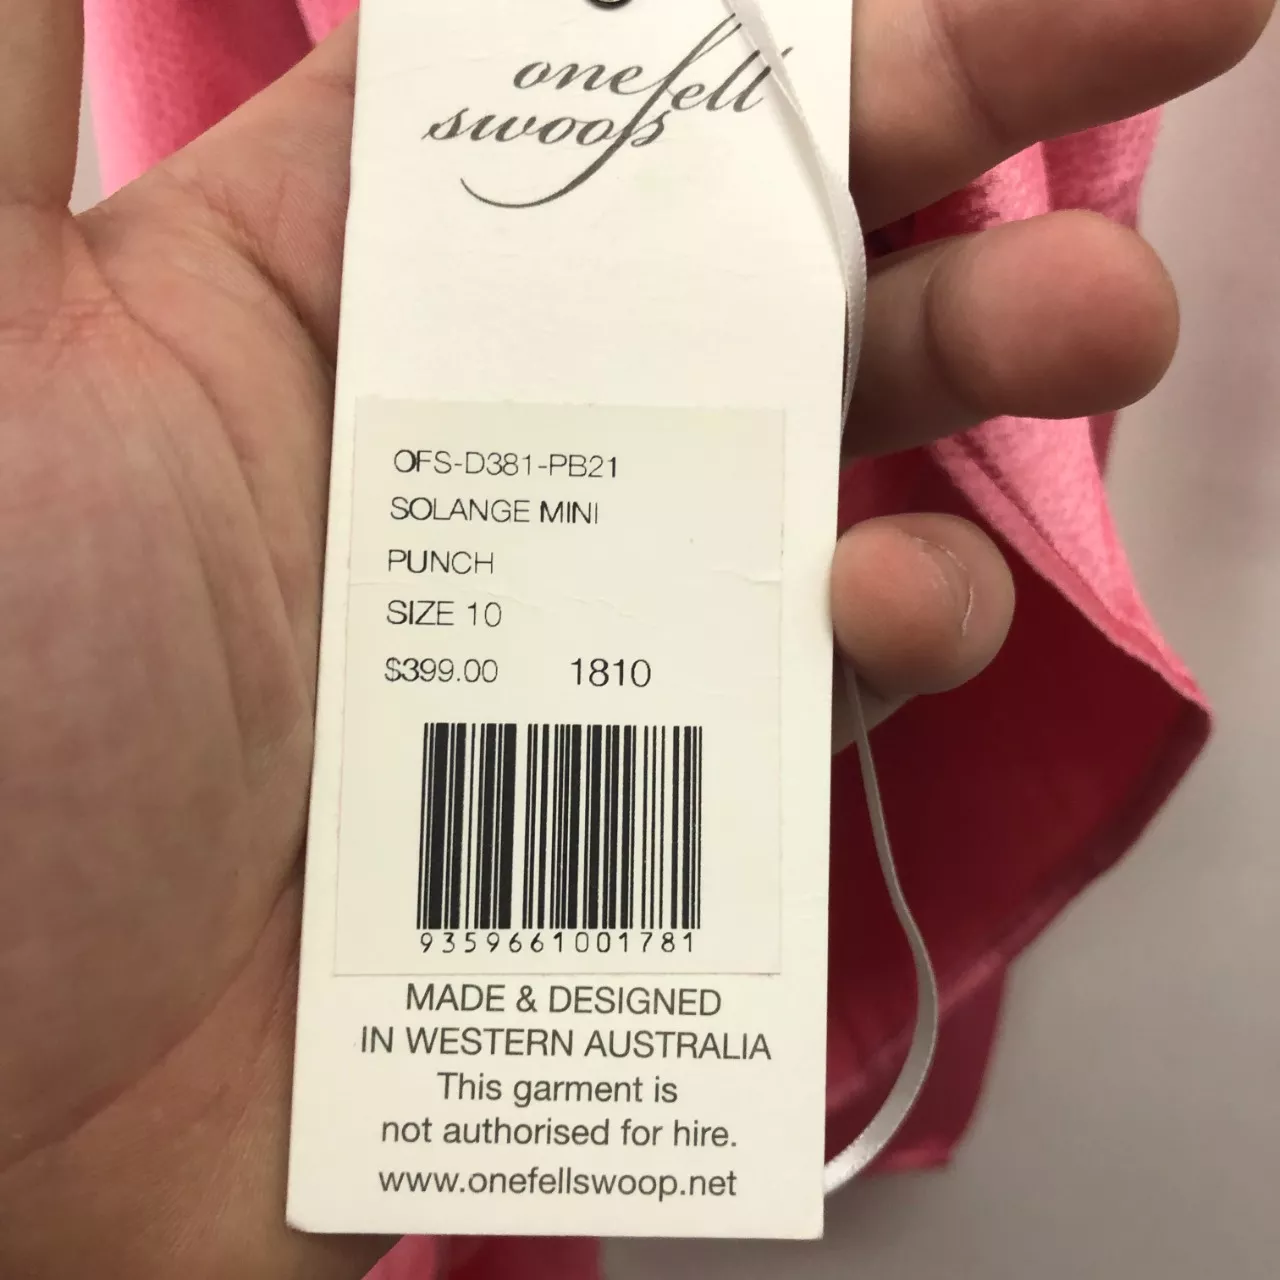 one fell
swoop
OFS-D381-PB21
SOLANGE MINI
PUNCH
SIZE 10
$399.00 1810
9359661001781
MADE & DESIGNED
IN WESTERN AUSTRALIA
This garment is
not authorised for hire.
www.onefellswoop.net